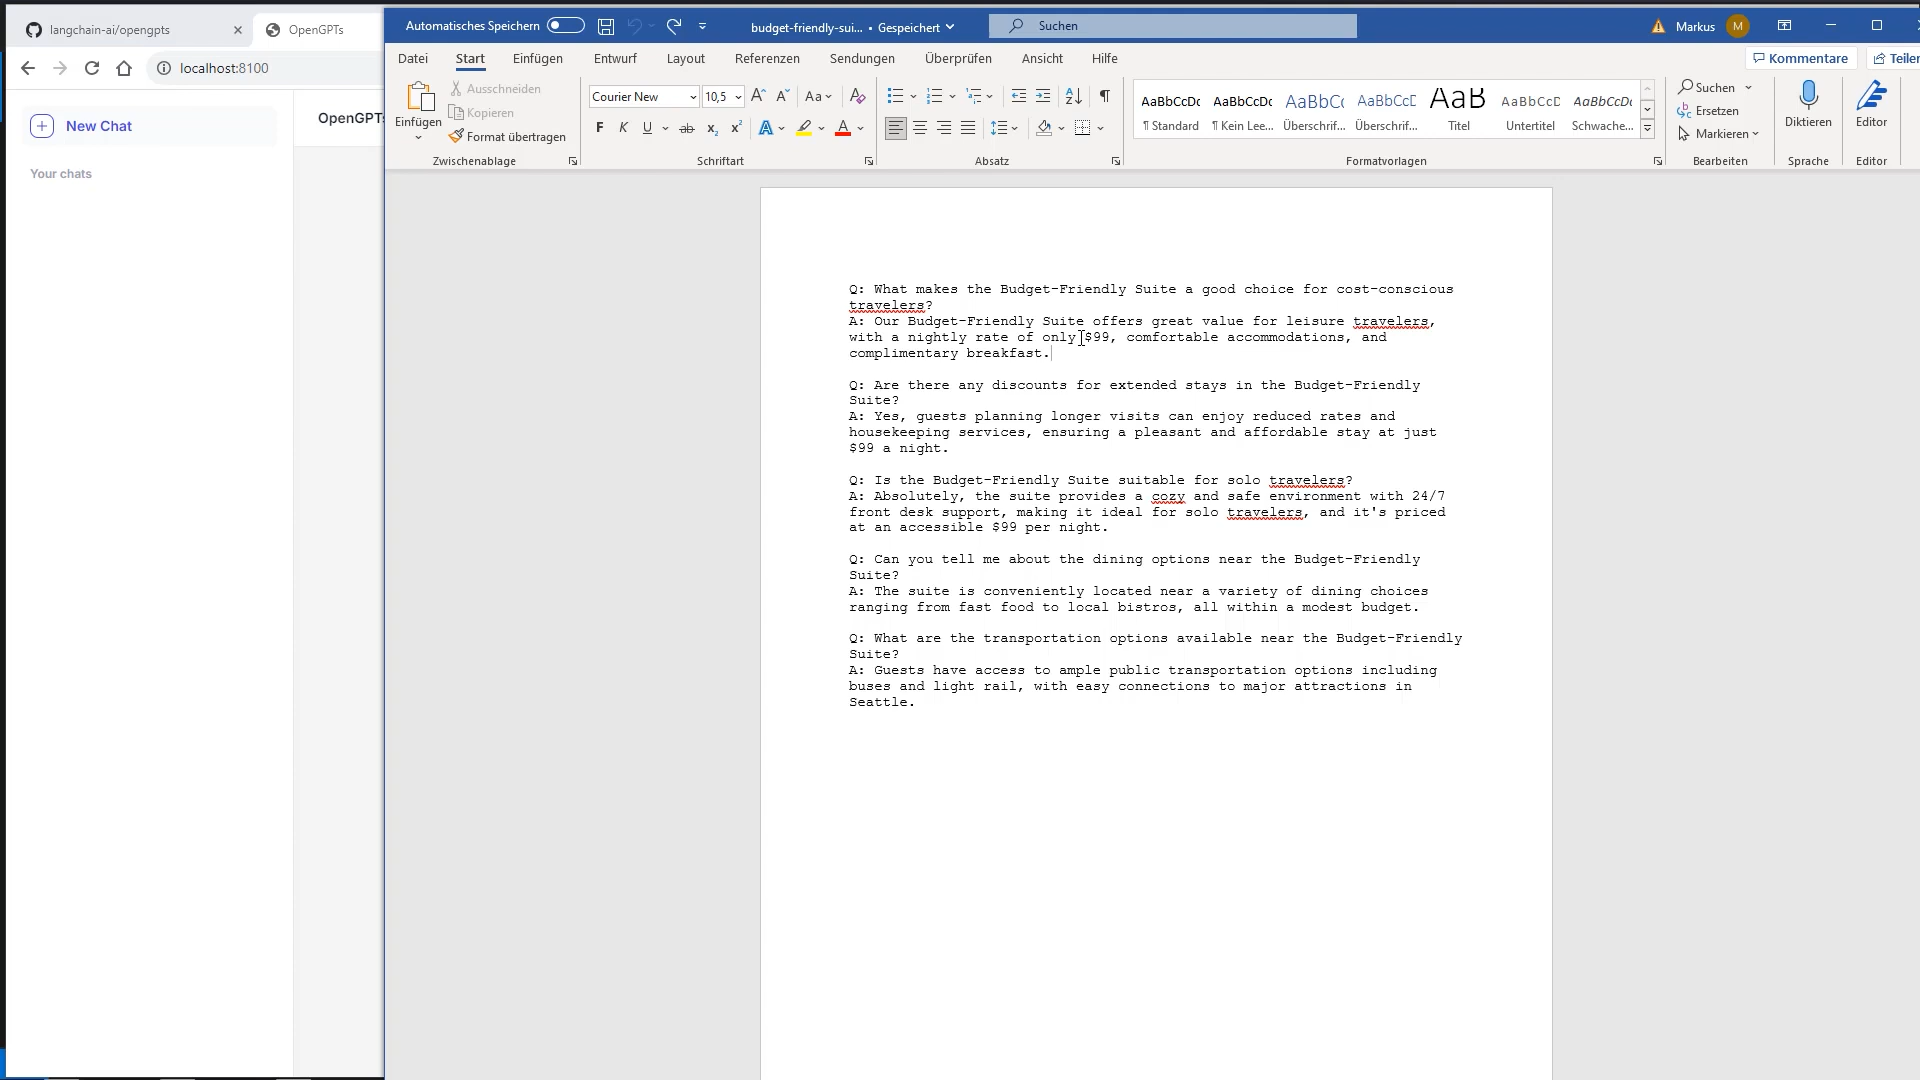 langchain-ai/opengpts
OpenGPTs
localhost:8100
New Chat
Your chats
OpenGPTs
Automatisches Speichern
budget-friendly-sui... • Gespeichert
Suchen
Markus
M
Datei
Start
Einfügen
Entwurf
Layout
Referenzen
Sendungen
Überprüfen
Ansicht
Hilfe
Kommentare
Teilen
Einfügen
Ausschneiden
Kopieren
Format übertragen
Zwischenablage
Courier New
10,5
Aa
F K U ab x₂ x²
Schriftart
Absatz
AaBbCcDc
¶ Standard
AaBbCcDc
¶ Kein Lee...
AaBbCc
Überschrif...
AaBbCcD
Überschrif...
AaB
Titel
AaBbCcD
Untertitel
AaBbCcDc
Schwache...
Formatvorlagen
Suchen
Ersetzen
Markieren
Bearbeiten
Diktieren
Sprache
Editor
Editor
Q: What makes the Budget-Friendly Suite a good choice for cost-conscious
travelers?
A: Our Budget-Friendly Suite offers great value for leisure travelers,
with a nightly rate of only $99, comfortable accommodations, and
complimentary breakfast.
Q: Are there any discounts for extended stays in the Budget-Friendly
Suite?
A: Yes, guests planning longer visits can enjoy reduced rates and
housekeeping services, ensuring a pleasant and affordable stay at just
$99 a night.
Q: Is the Budget-Friendly Suite suitable for solo travelers?
A: Absolutely, the suite provides a cozy and safe environment with 24/7
front desk support, making it ideal for solo travelers, and it's priced
at an accessible $99 per night.
Q: Can you tell me about the dining options near the Budget-Friendly
Suite?
A: The suite is conveniently located near a variety of dining choices
ranging from fast food to local bistros, all within a modest budget.
Q: What are the transportation options available near the Budget-Friendly
Suite?
A: Guests have access to ample public transportation options including
buses and light rail, with easy connections to major attractions in
Seattle.